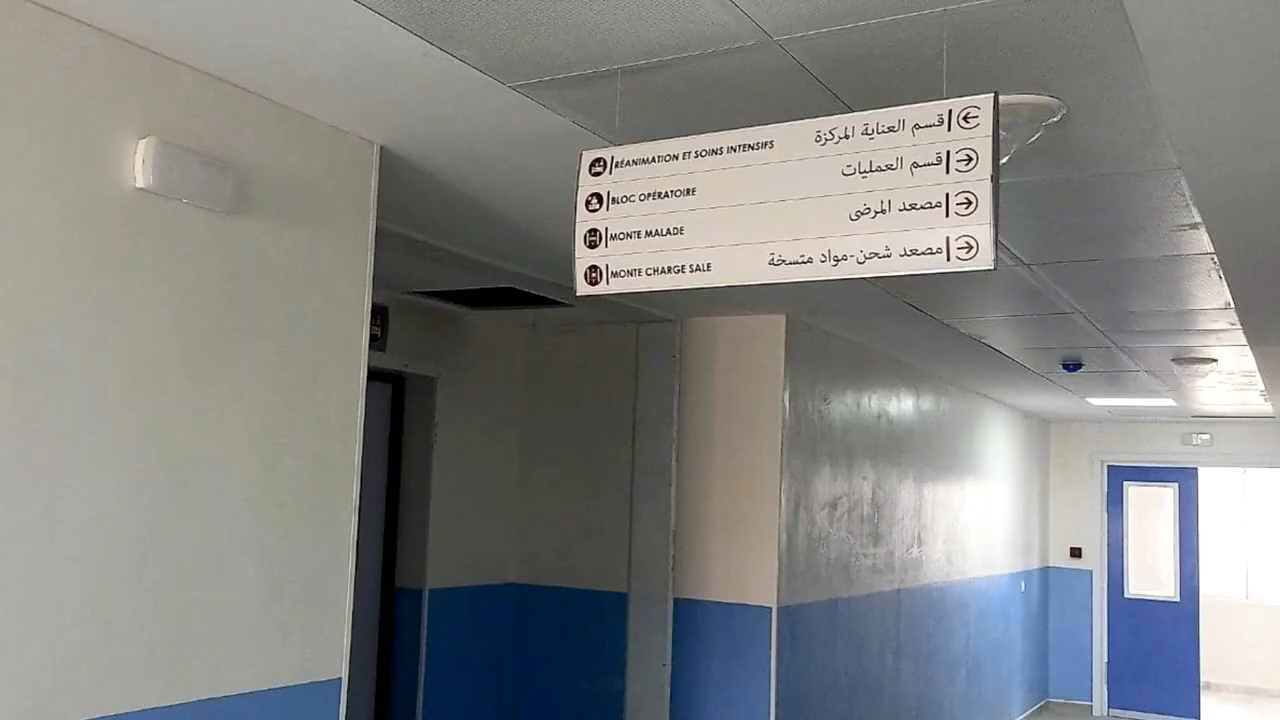 RÉANIMATION ET SOINS INTENSIFS قسم العناية المركزة
BLOC OPÉRATOIRE قسم العمليات
MONTE MALADE مصعد المرضى
MONTE CHARGE SALE مصعد شحن-مواد متسخة